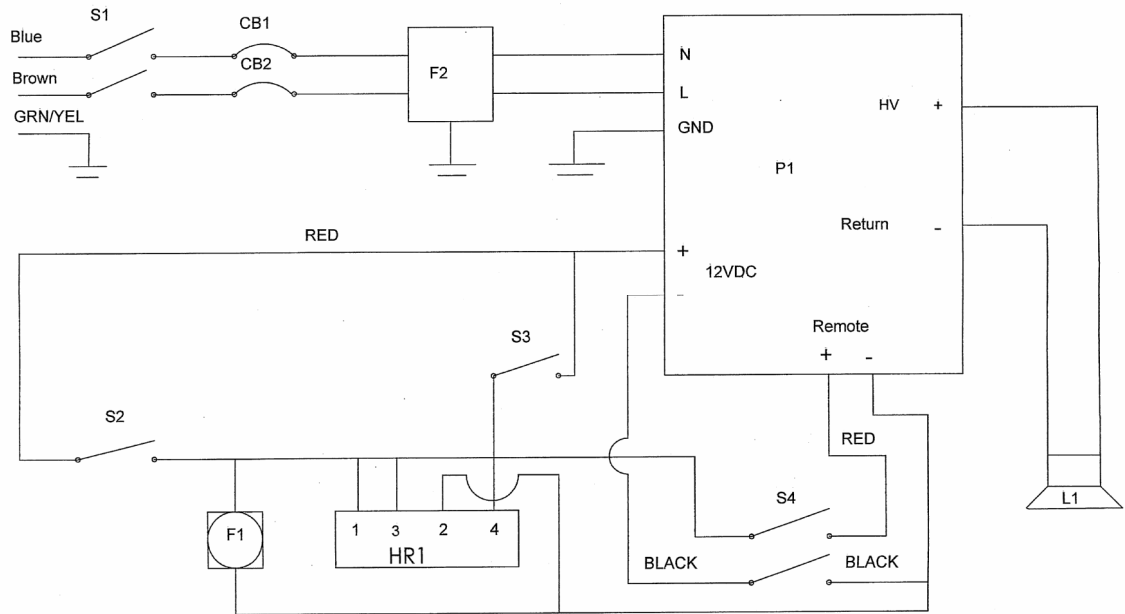 S1 CB1
Blue
CB2
Brown
GRN/YEL
F2
N
L
GND
HV +
P1
Return -
RED
+
12VDC
-
Remote
+ -
S3
S2
RED
S4
L1
F1
1 3 2 4
HR1
BLACK BLACK